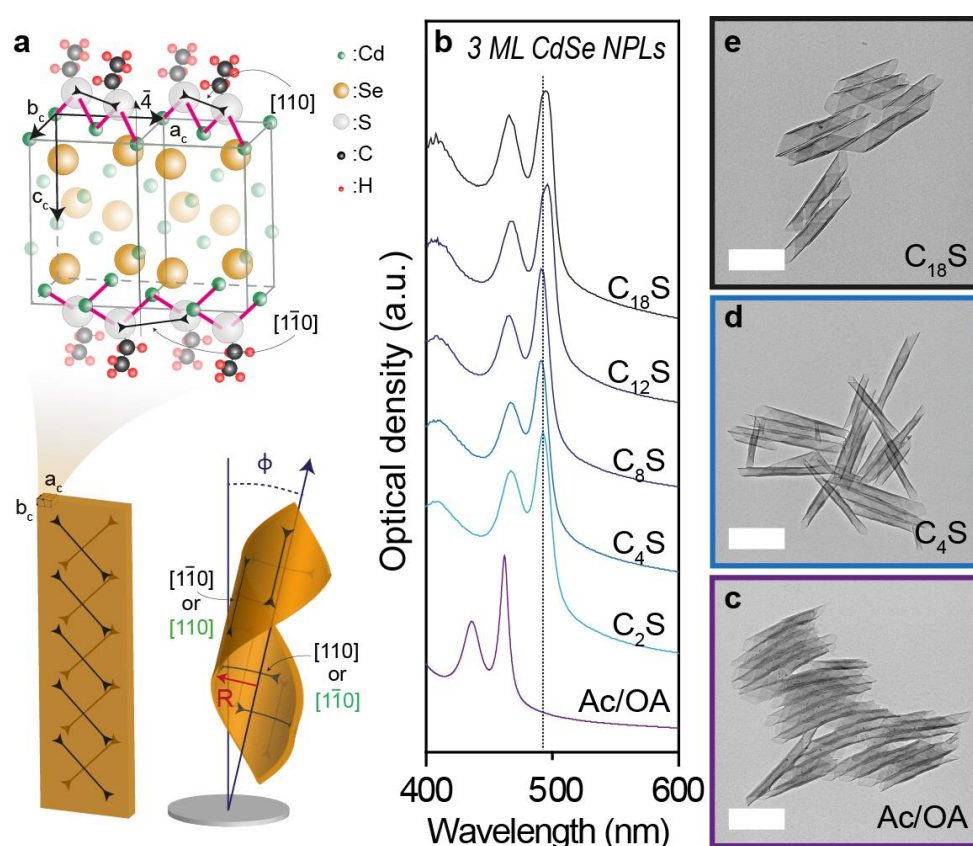 a
:Cd
:Se
:S
:C
:H
[110]
4̄
b_c
a_c
c_c
[11̄0]
a_c
b_c
ϕ
[11̄0]
or
[110]
[110]
or
[11̄0]
R
b
3 ML CdSe NPLs
Optical density (a.u.)
C₁₈S
C₁₂S
C₈S
C₄S
C₂S
Ac/OA
400
500
600
Wavelength (nm)
e
C₁₈S
d
C₄S
c
Ac/OA